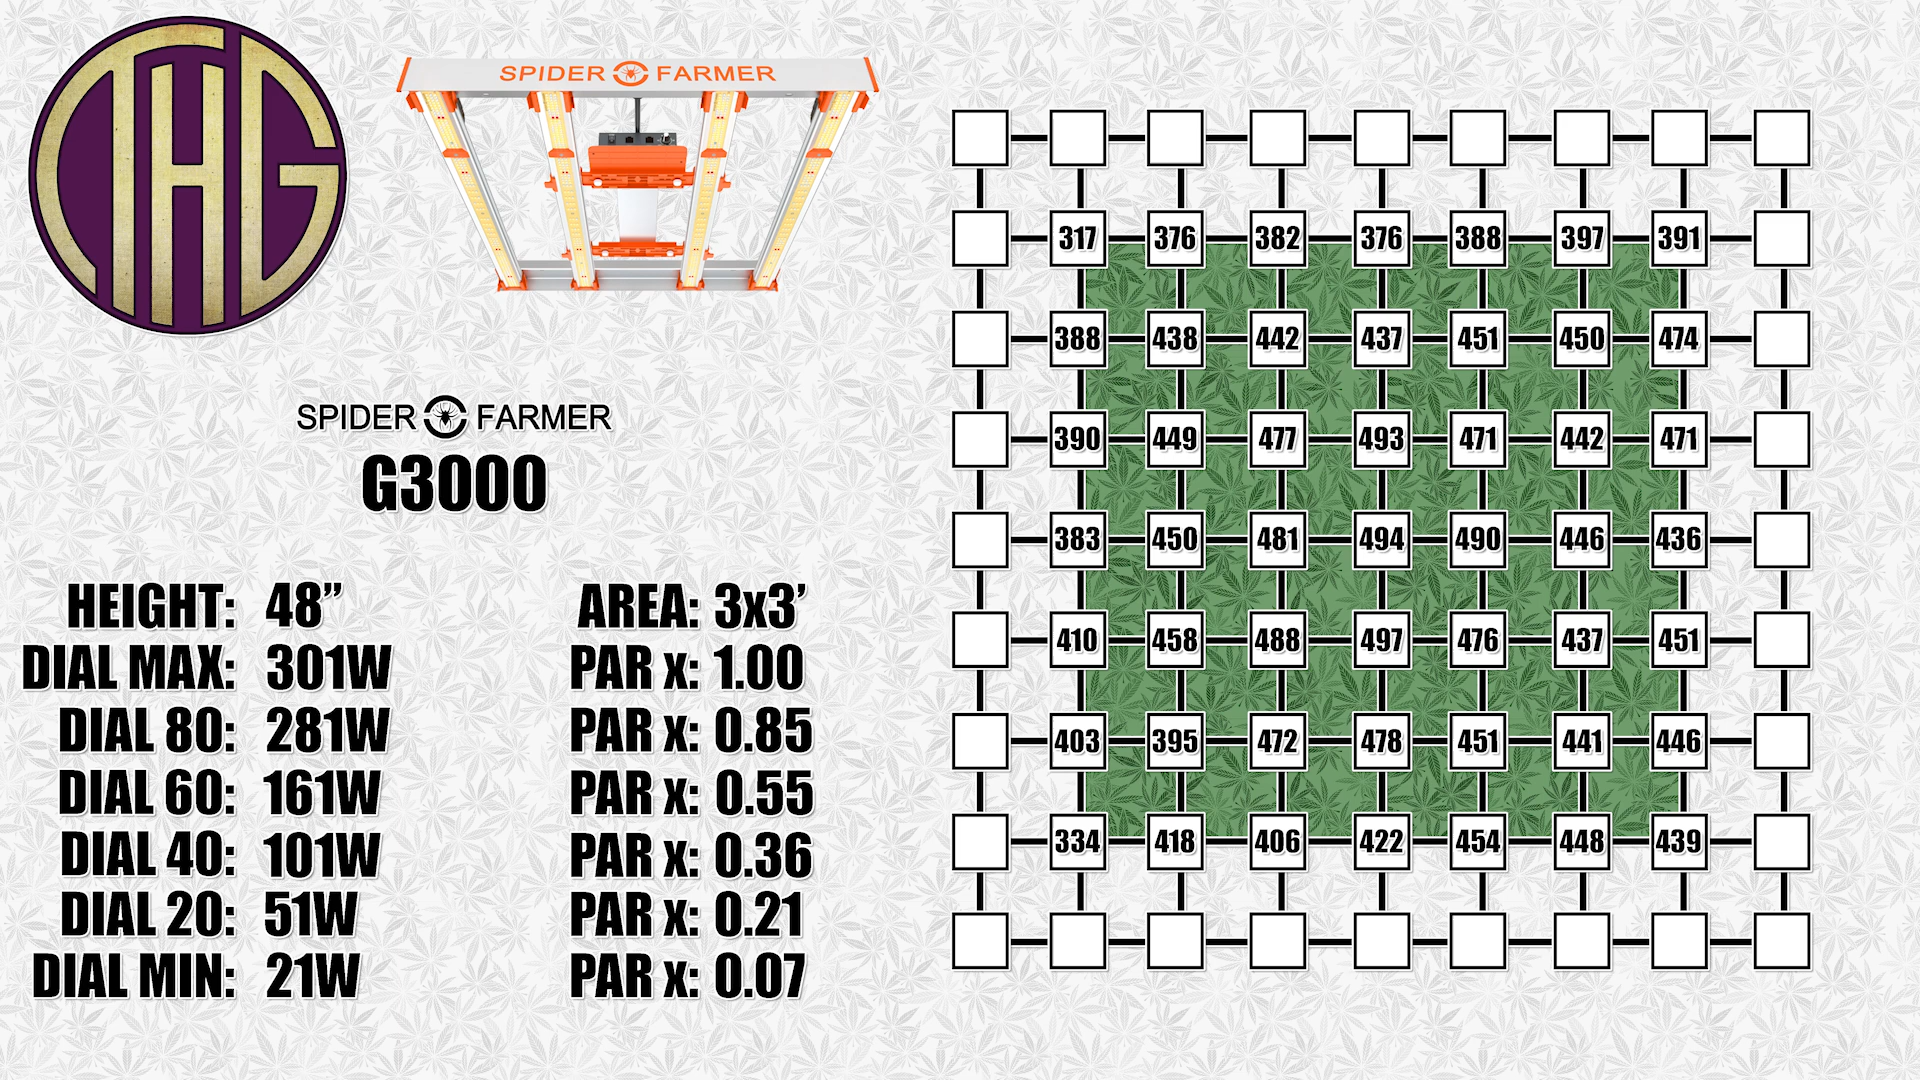 THG
SPIDER FARMER
SPIDER FARMER
G3000
HEIGHT: 48”
DIAL MAX: 301W
DIAL 80: 281W
DIAL 60: 161W
DIAL 40: 101W
DIAL 20: 51W
DIAL MIN: 21W
AREA: 3x3’
PAR x: 1.00
PAR x: 0.85
PAR x: 0.55
PAR x: 0.36
PAR x: 0.21
PAR x: 0.07
317 376 382 376 388 397 391
388 438 442 437 451 450 474
390 449 477 493 471 442 471
383 450 481 494 490 446 436
410 458 488 497 476 437 451
403 395 472 478 451 441 446
334 418 406 422 454 448 439